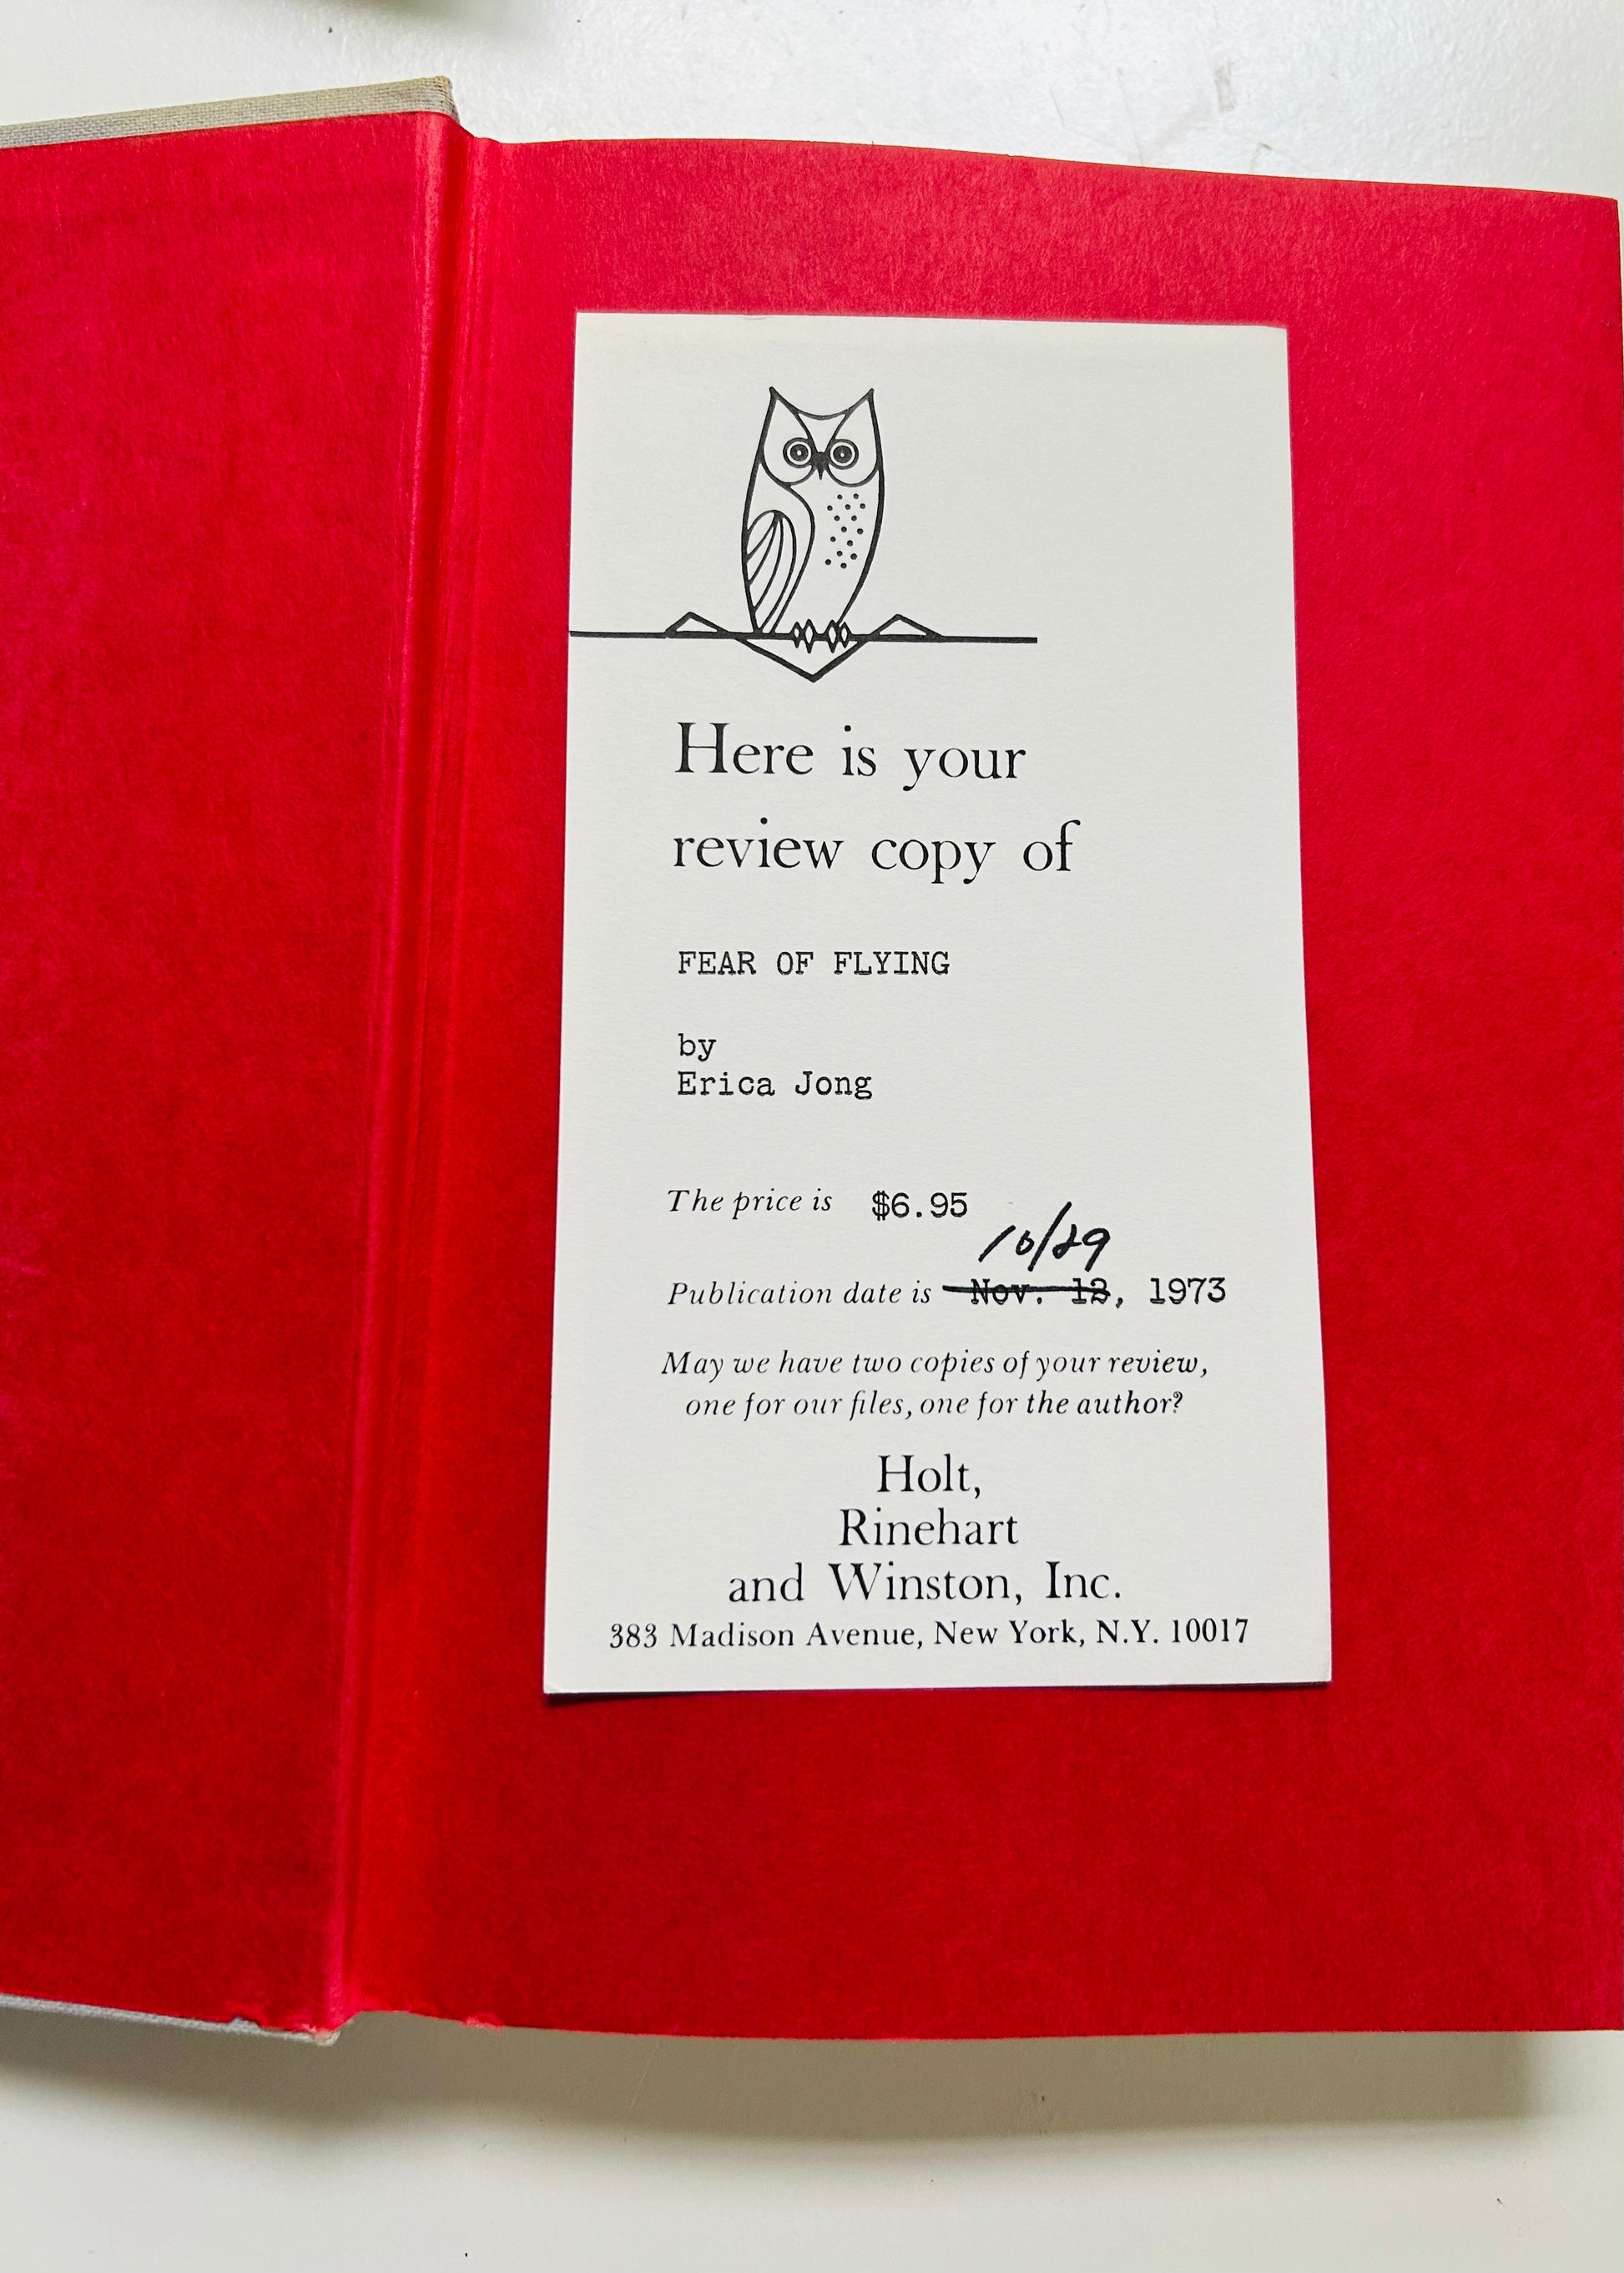 Here is your
review copy of
FEAR OF FLYING
by
Erica Jong
The price is $6.95
10/29
Publication date is Nov. 12, 1973
May we have two copies of your review,
one for our files, one for the author?
Holt,
Rinehart
and Winston, Inc.
383 Madison Avenue, New York, N.Y. 10017